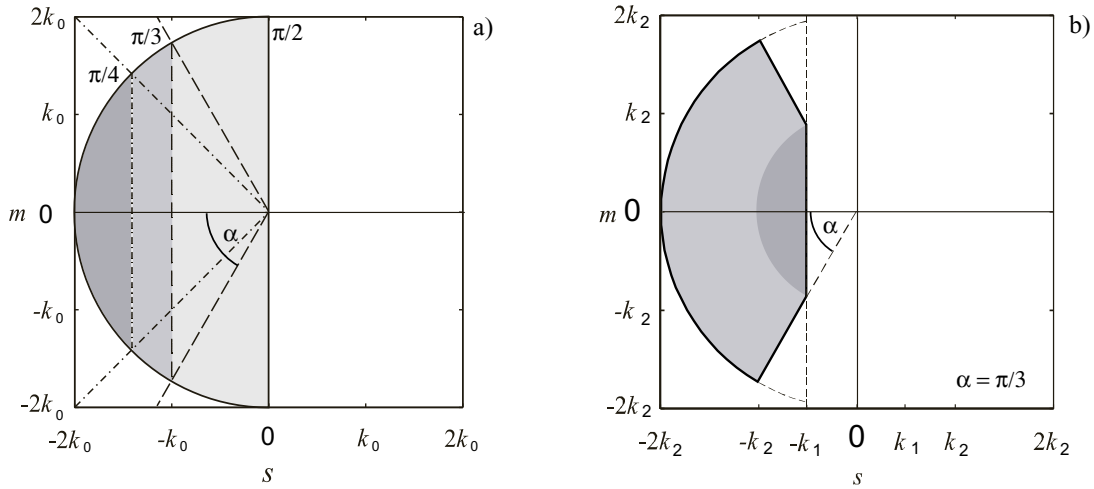 a)
2k₀
π/3
π/2
π/4
k₀
m 0
α
-k₀
-2k₀
-2k₀ -k₀ 0 k₀ 2k₀
s
b)
2k₂
k₂
m 0
α
-k₂
α = π/3
-2k₂
-2k₂ -k₂ -k₁ 0 k₁ k₂ 2k₂
s